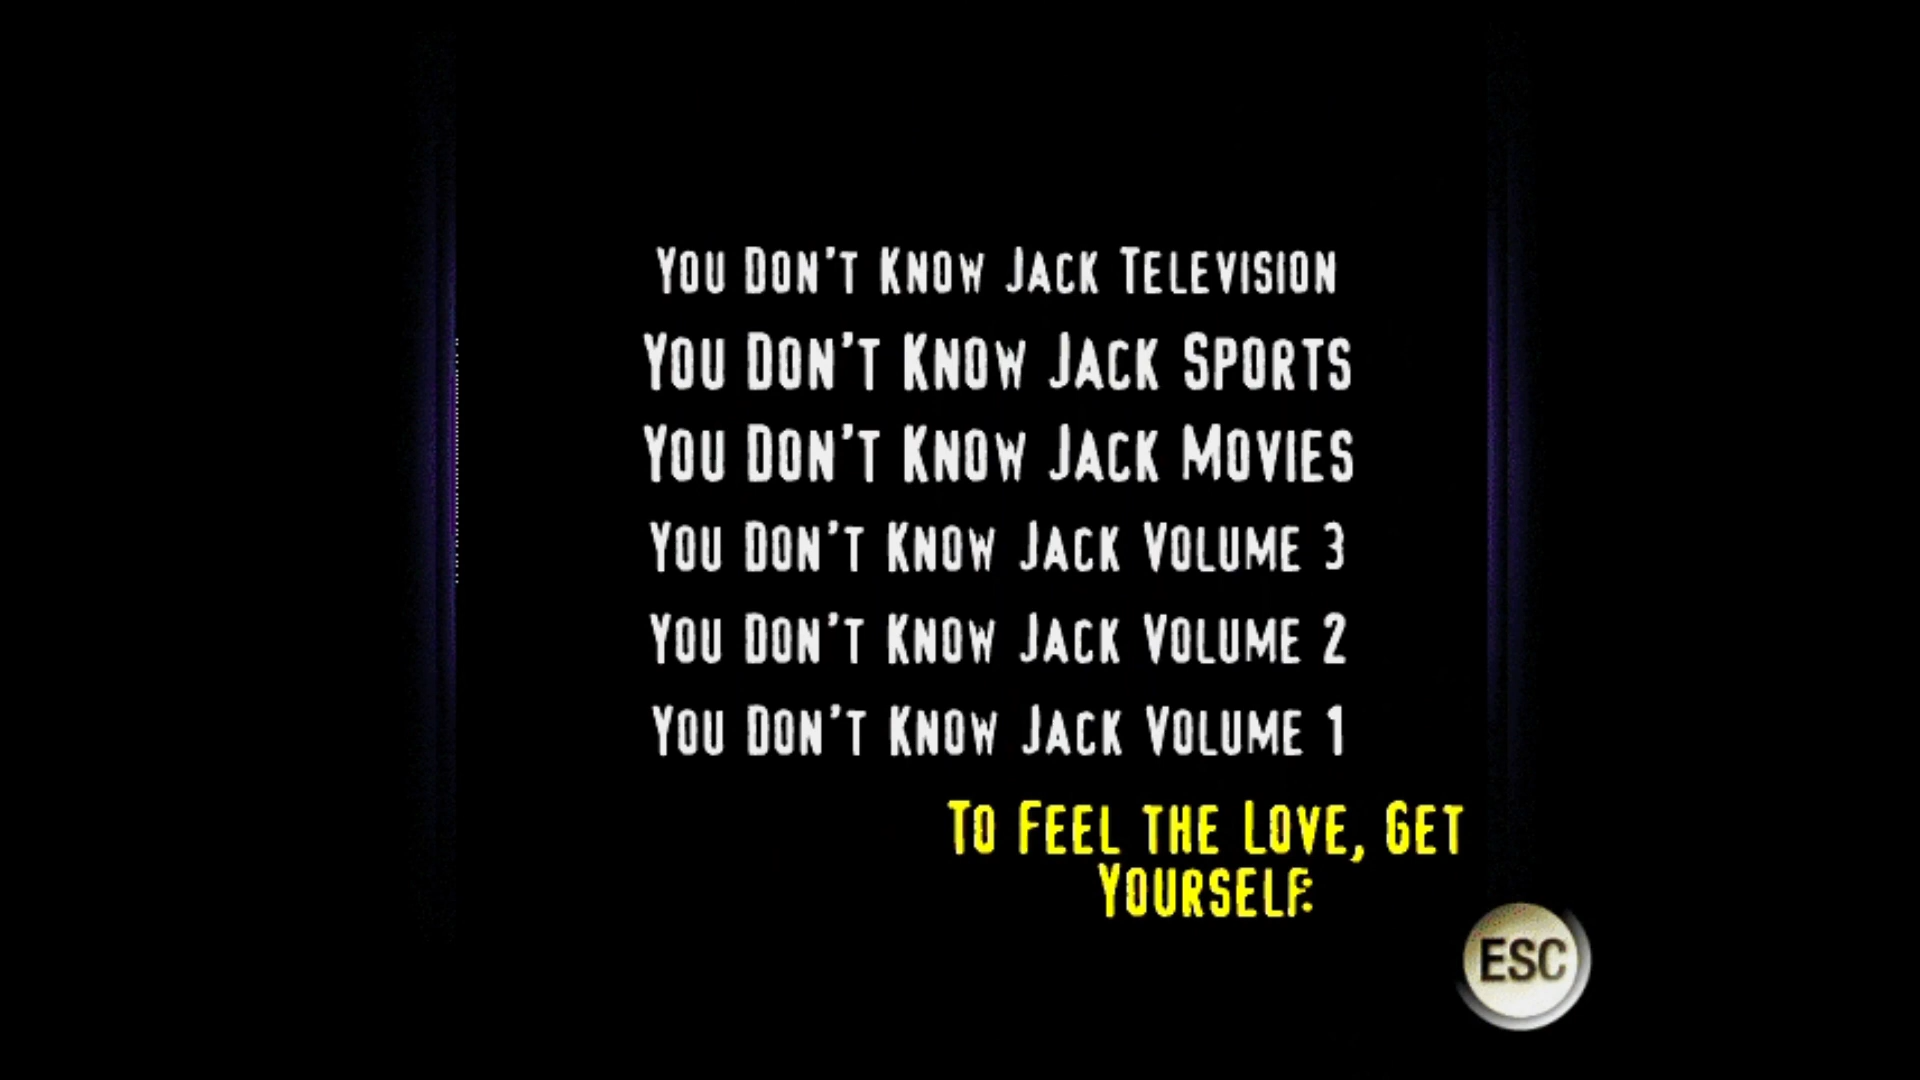 You Don't Know Jack Television
You Don't Know Jack Sports
You Don't Know Jack Movies
You Don't Know Jack Volume 3
You Don't Know Jack Volume 2
You Don't Know Jack Volume 1
To Feel the Love, Get
Yourself:
ESC